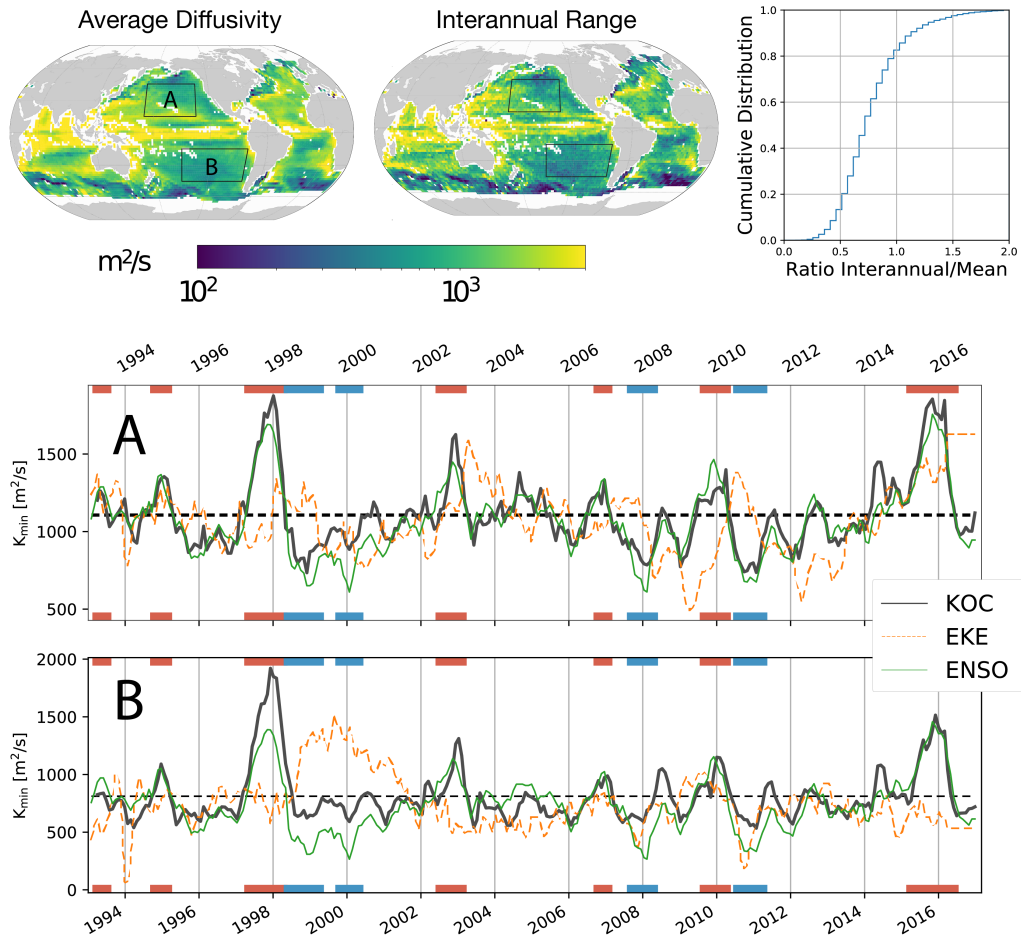 Average Diffusivity
Interannual Range
A
B
m²/s
10²
10³
Cumulative Distribution
1.0
0.8
0.6
0.4
0.2
0.0
0.0 0.5 1.0 1.5 2.0
Ratio Interannual/Mean
1994 1996 1998 2000 2002 2004 2006 2008 2010 2012 2014 2016
A
Kmin [m²/s]
1500
1000
500
KOC
EKE
ENSO
B
Kmin [m²/s]
2000
1500
1000
500
0
1994 1996 1998 2000 2002 2004 2006 2008 2010 2012 2014 2016